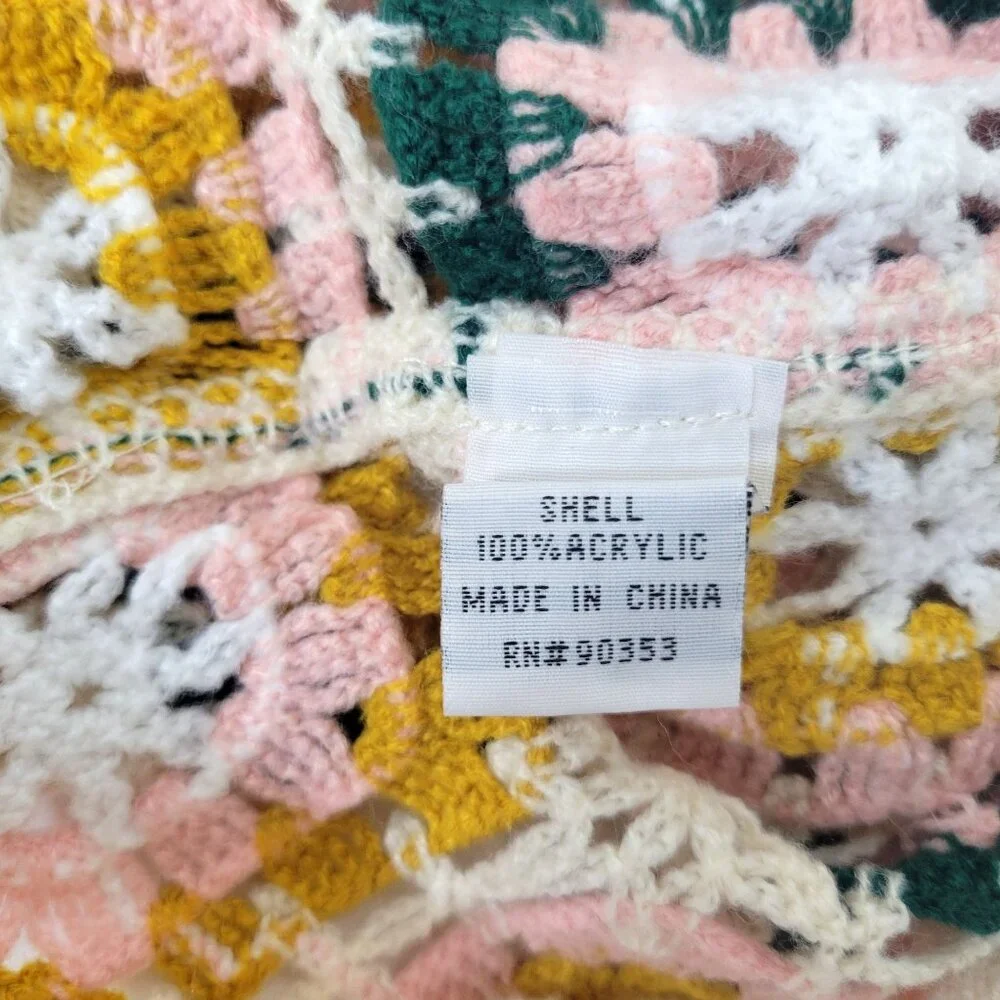 SHELL
100%ACRYLIC
MADE IN CHINA
RN#90353